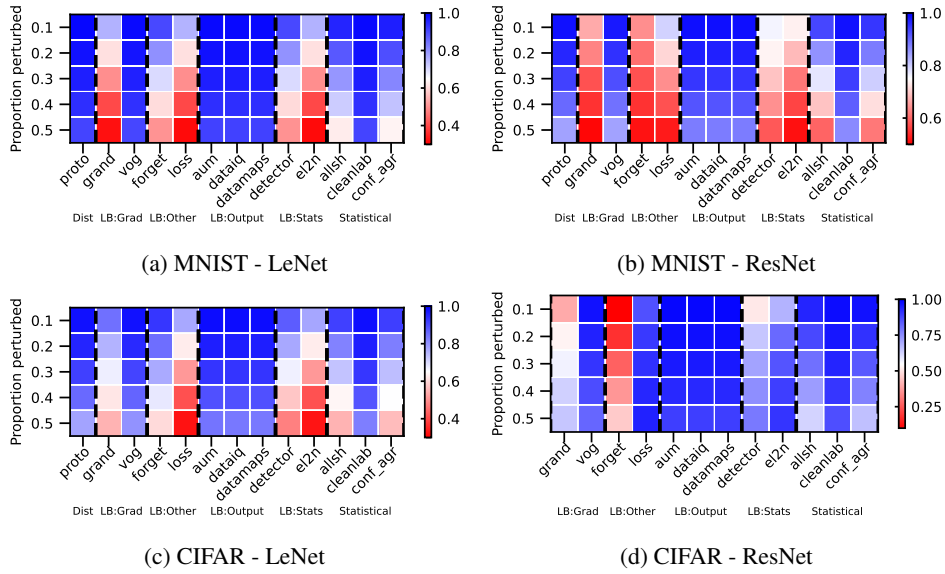 Proportion perturbed
0.1
0.2
0.3
0.4
0.5
proto grand vog forget loss aum dataiq datamaps detector el2n allsh cleanlab conf_agr
Dist LB:Grad LB:Other LB:Output LB:Stats Statistical
1.0
0.8
0.6
0.4
(a) MNIST - LeNet
Proportion perturbed
0.1
0.2
0.3
0.4
0.5
proto grand vog forget loss aum dataiq datamaps detector el2n allsh cleanlab conf_agr
Dist LB:Grad LB:Other LB:Output LB:Stats Statistical
1.0
0.8
0.6
(b) MNIST - ResNet
Proportion perturbed
0.1
0.2
0.3
0.4
0.5
proto grand vog forget loss aum dataiq datamaps detector el2n allsh cleanlab conf_agr
Dist LB:Grad LB:Other LB:Output LB:Stats Statistical
1.0
0.8
0.6
0.4
(c) CIFAR - LeNet
Proportion perturbed
0.1
0.2
0.3
0.4
0.5
grand vog forget loss aum dataiq datamaps detector el2n allsh cleanlab conf_agr
LB:Grad LB:Other LB:Output LB:Stats Statistical
1.00
0.75
0.50
0.25
(d) CIFAR - ResNet